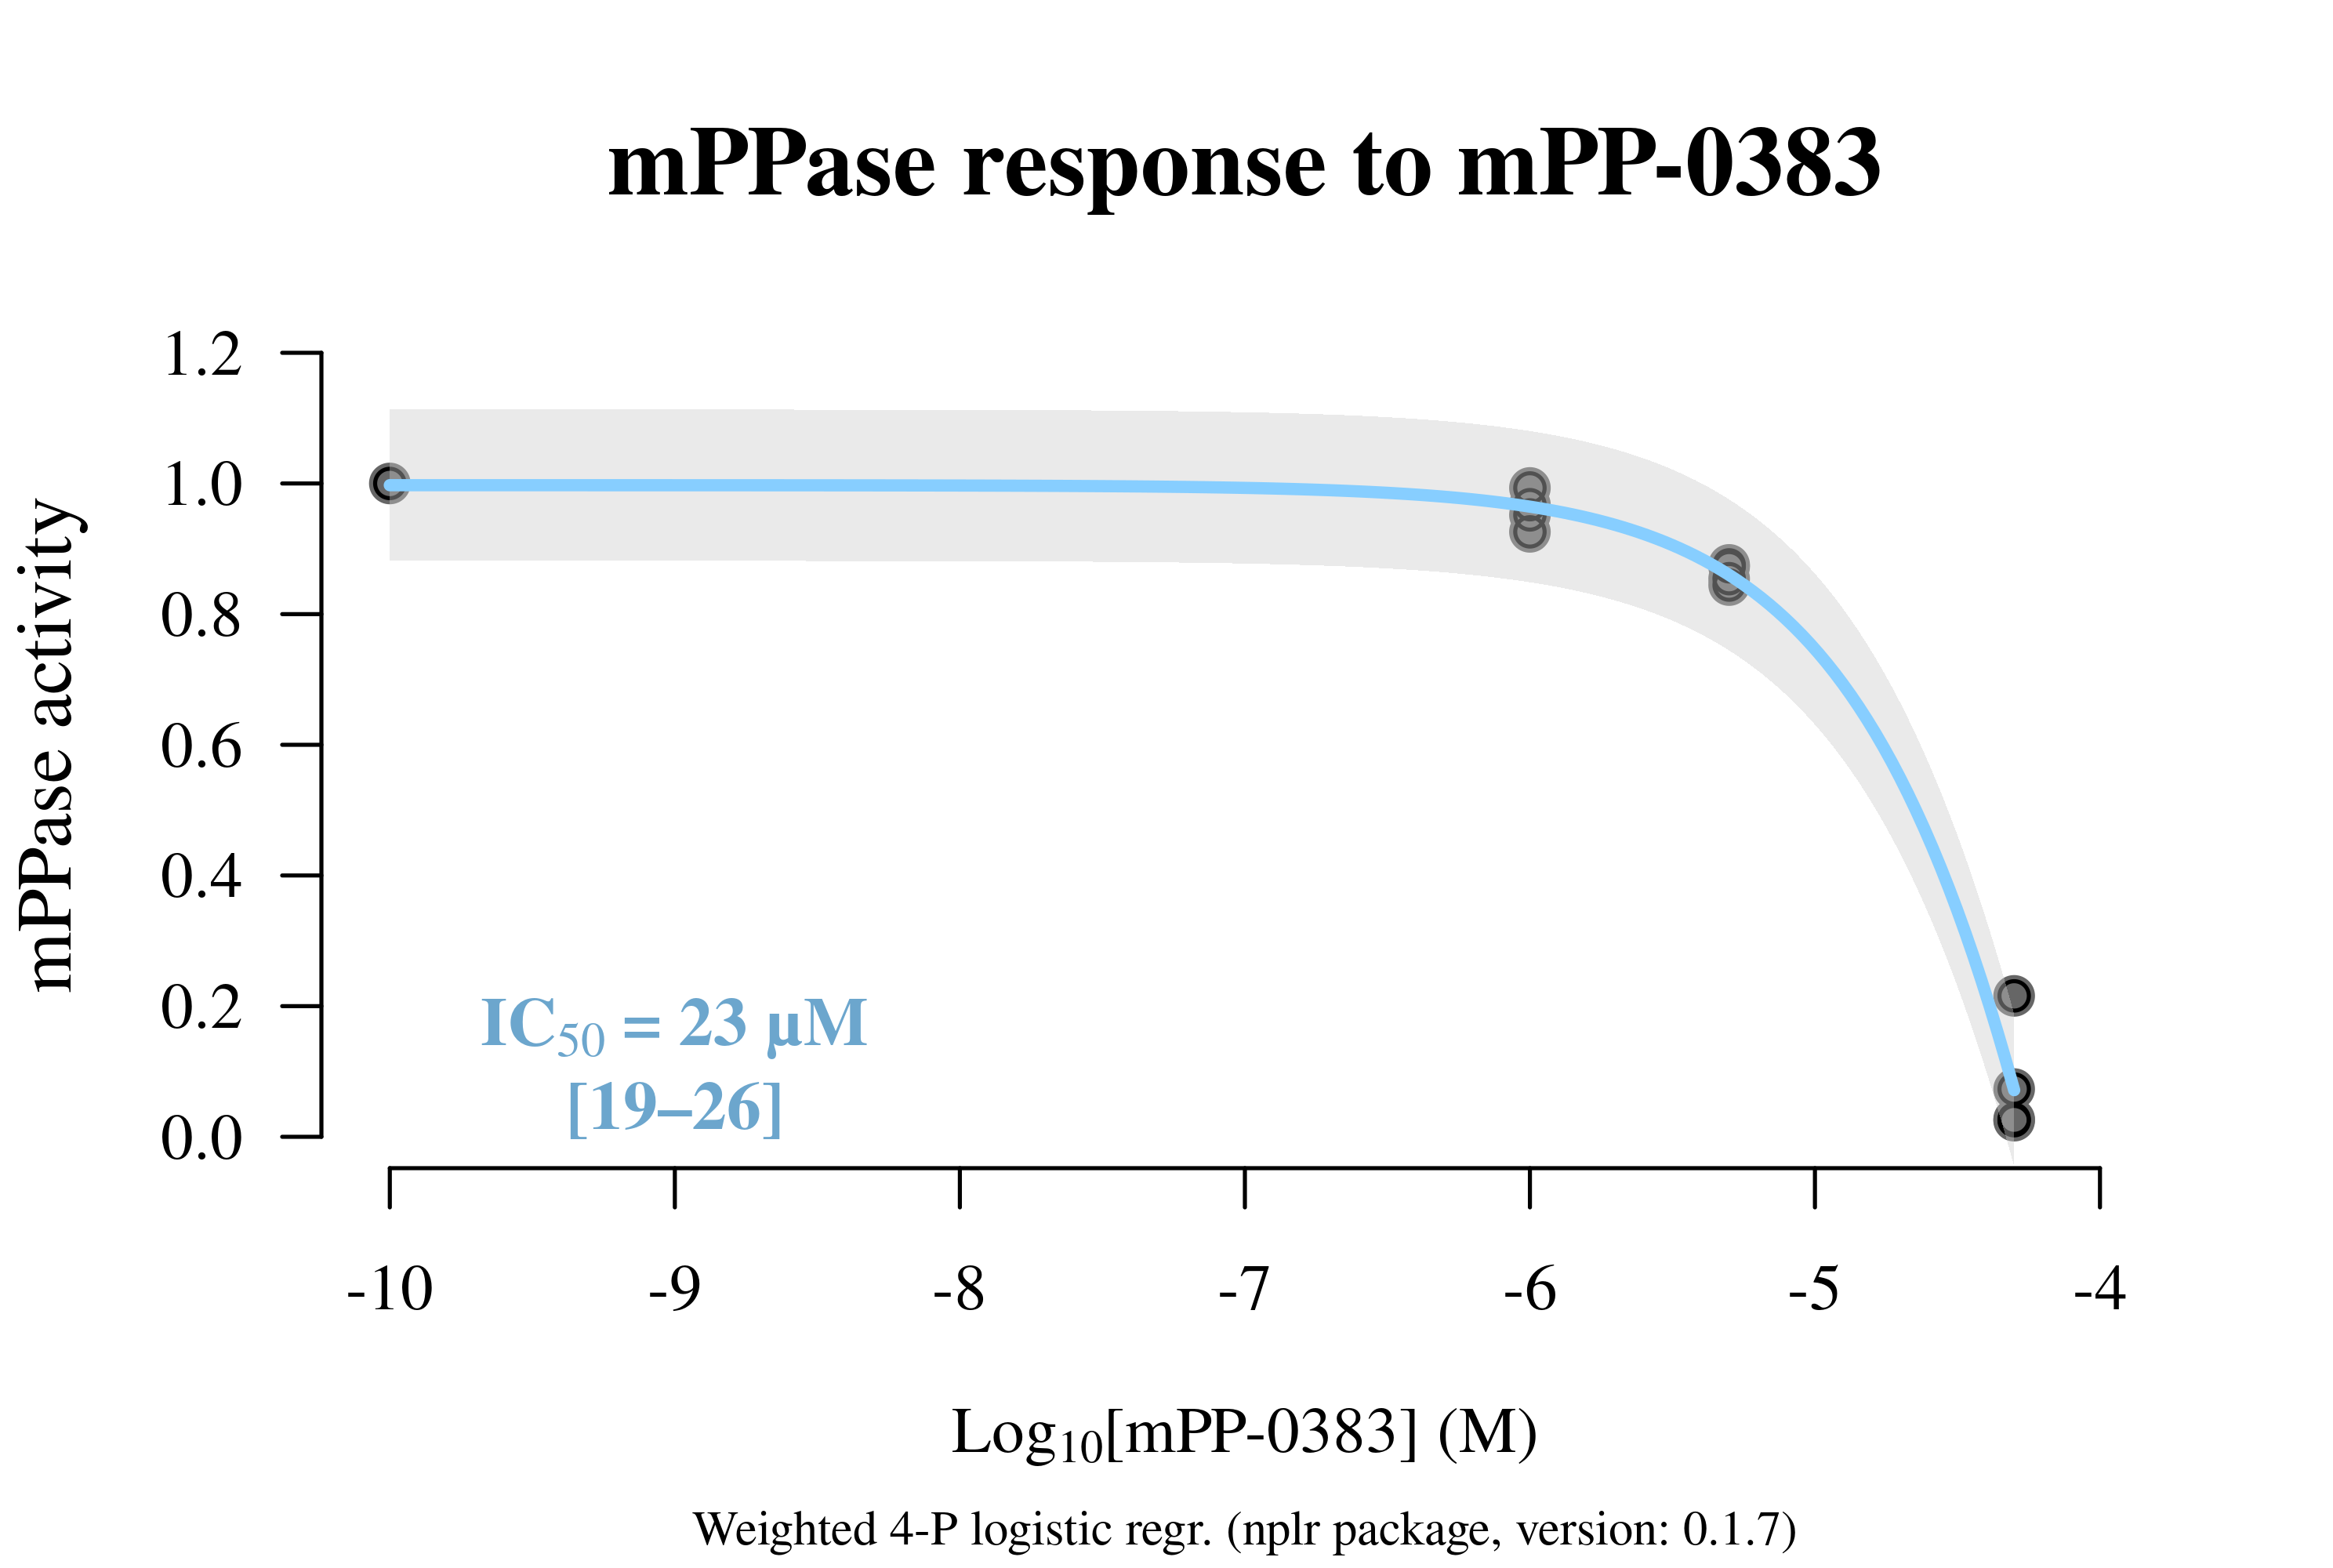 mPPase response to mPP-0383
mPPase activity
1.2
1.0
0.8
0.6
0.4
0.2
0.0
IC₅₀ = 23 µM
[19–26]
-10 -9 -8 -7 -6 -5 -4
Log₁₀[mPP-0383] (M)
Weighted 4-P logistic regr. (nplr package, version: 0.1.7)